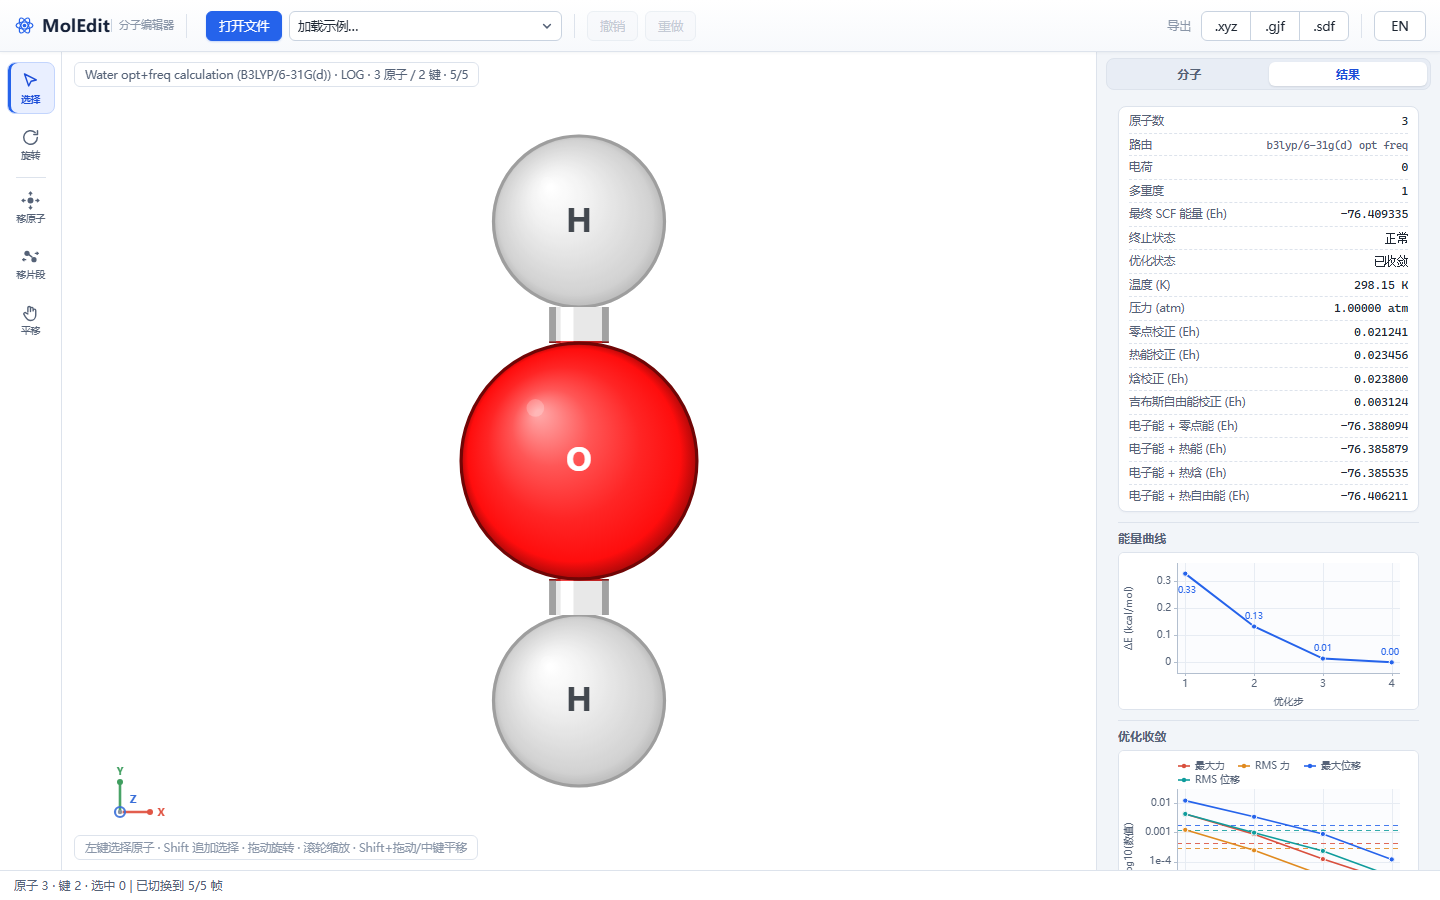 MolEdit 分子编辑器 打开文件 加载示例... 撤销 重做 导出 .xyz .gjf .sdf EN
选择
旋转
移原子
移片段
平移
Water opt+freq calculation (B3LYP/6-31G(d)) · LOG · 3 原子 / 2 键 · 5/5
H
O
H
Y
Z
X
左键选择原子 · Shift 追加选择 · 拖动旋转 · 滚轮缩放 · Shift+拖动/中键平移
分子 结果
原子数 3
路由 b3lyp/6-31g(d) opt freq
电荷 0
多重度 1
最终 SCF 能量 (Eh) -76.409335
终止状态 正常
优化状态 已收敛
温度 (K) 298.15 K
压力 (atm) 1.00000 atm
零点校正 (Eh) 0.021241
热能校正 (Eh) 0.023456
焓校正 (Eh) 0.023800
吉布斯自由能校正 (Eh) 0.003124
电子能 + 零点能 (Eh) -76.388094
电子能 + 热能 (Eh) -76.385879
电子能 + 热焓 (Eh) -76.385535
电子能 + 热自由能 (Eh) -76.406211
能量曲线
ΔE (kcal/mol)
0.3
0.2
0.1
0
0.33
0.13
0.01
0.00
1 2 3 4
优化步
优化收敛
最大力 RMS 力 最大位移
RMS 位移
0.01
0.001
1e-4
og10(数值)
原子 3 · 键 2 · 选中 0 | 已切换到 5/5 帧